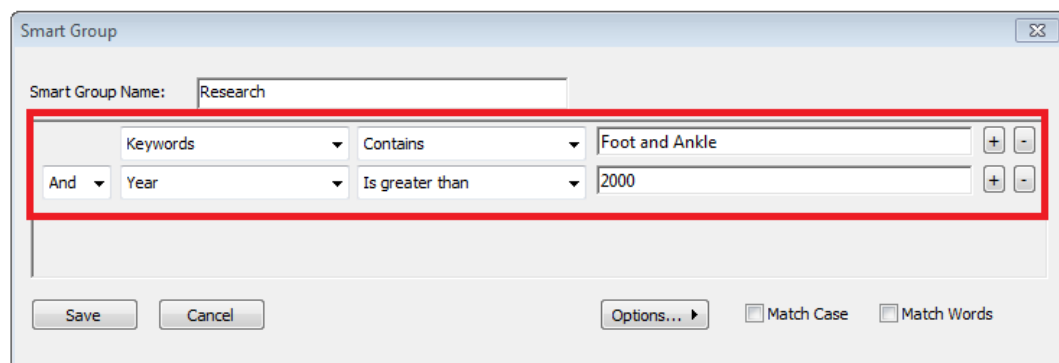 Smart Group
Smart Group Name: Research
Keywords Contains Foot and Ankle + -
And Year Is greater than 2000 + -
Save Cancel Options... Match Case Match Words